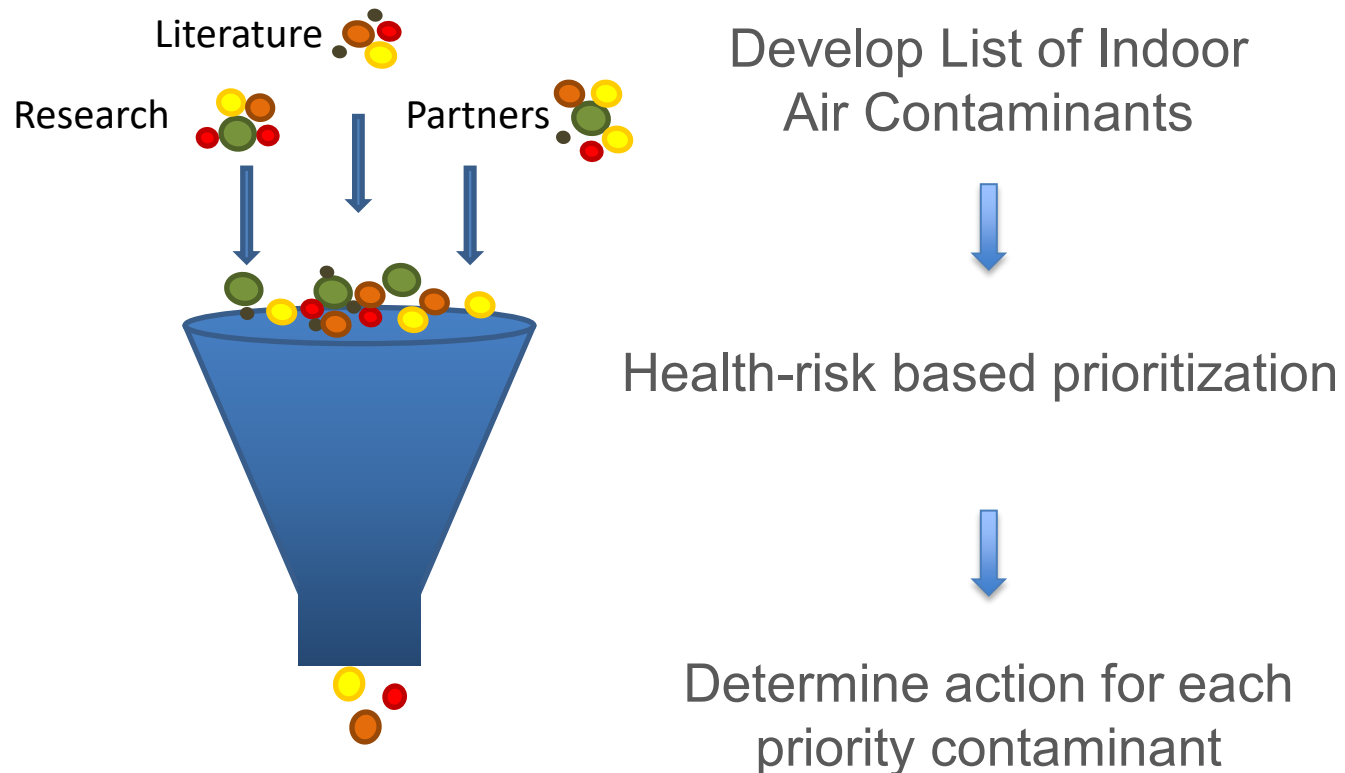 Literature
Research
Partners
Develop List of Indoor
Air Contaminants
Health-risk based prioritization
Determine action for each
priority contaminant